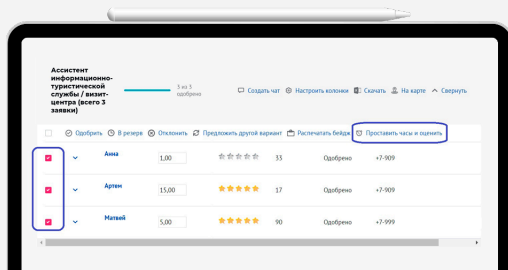 Ассистент
информационно-
туристической
службы / визит-
центра (всего 3
заявки)
3 из 3
одобрено
Создать чат Настроить колонки Скачать На карте Свернуть
Одобрить В резерв Отклонить Предложить другой вариант Распечатать бейдж Проставить часы и оценить
Анна 1,00 33 Одобрено +7-909
Артем 15,00 17 Одобрено +7-909
Матвей 5,00 90 Одобрено +7-999